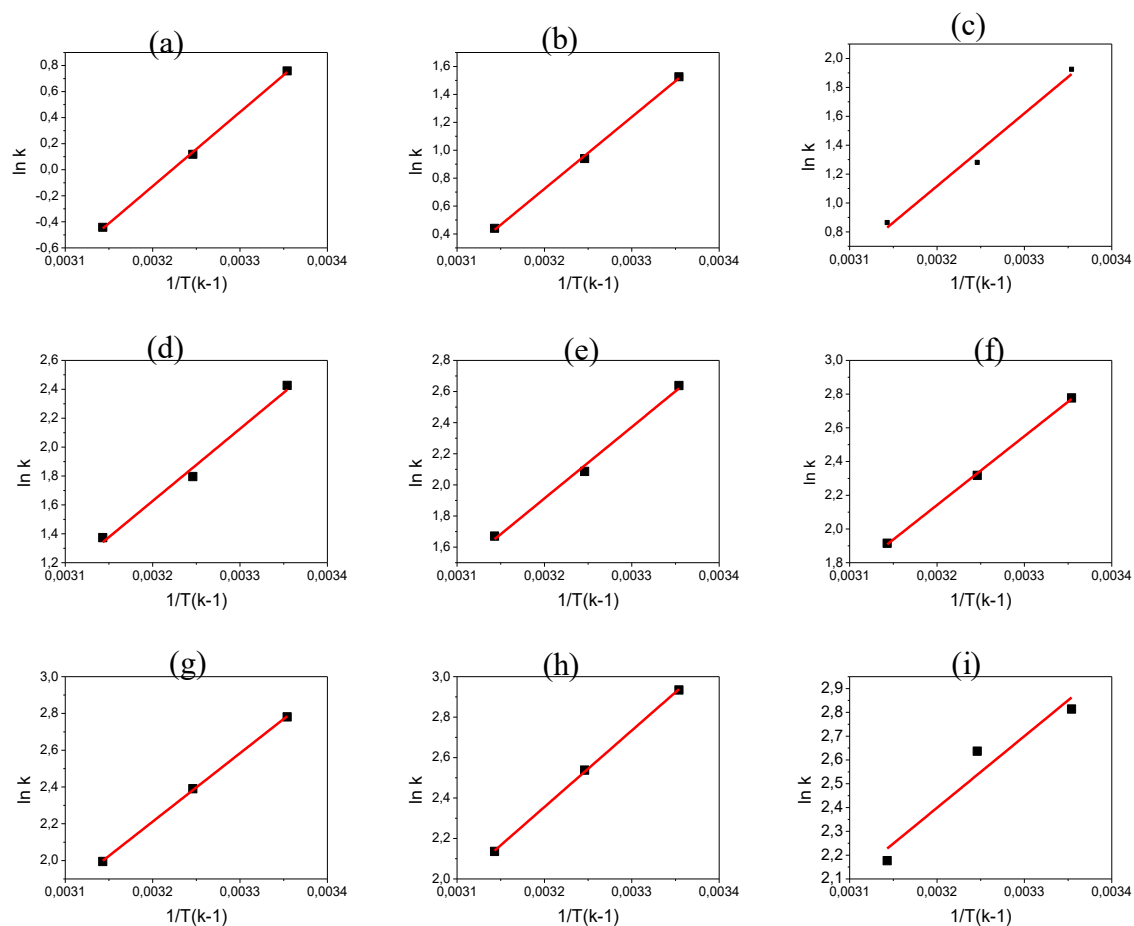 (a)
0,8
0,6
0,4
0,2
0,0
-0,2
-0,4
-0,6
ln k
0,0031 0,0032 0,0033 0,0034
1/T(k-1)
(b)
1,6
1,4
1,2
1,0
0,8
0,6
0,4
ln k
0,0031 0,0032 0,0033 0,0034
1/T(k-1)
(c)
2,0
1,8
1,6
1,4
1,2
1,0
0,8
ln k
0,0031 0,0032 0,0033 0,0034
1/T(k-1)
(d)
2,6
2,4
2,2
2,0
1,8
1,6
1,4
1,2
ln k
0,0031 0,0032 0,0033 0,0034
1/T(k-1)
(e)
2,8
2,6
2,4
2,2
2,0
1,8
1,6
ln k
0,0031 0,0032 0,0033 0,0034
1/T(k-1)
(f)
3,0
2,8
2,6
2,4
2,2
2,0
1,8
ln k
0,0031 0,0032 0,0033 0,0034
1/T(k-1)
(g)
3,0
2,8
2,6
2,4
2,2
2,0
ln k
0,0031 0,0032 0,0033 0,0034
1/T(k-1)
(h)
3,0
2,8
2,6
2,4
2,2
2,0
ln k
0,0031 0,0032 0,0033 0,0034
1/T(k-1)
(i)
2,9
2,8
2,7
2,6
2,5
2,4
2,3
2,2
2,1
ln k
0,0031 0,0032 0,0033 0,0034
1/T(k-1)